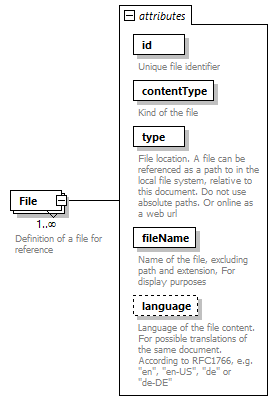 attributes
id
Unique file identifier
contentType
Kind of the file
type
File location. A file can be
referenced as a path to in the
local file system, relative to
this document. Do not use
absolute paths. Or online as
a web url
File
1..∞
Definition of a file for
reference
fileName
Name of the file, excluding
path and extension, For
display purposes
language
Language of the file content.
For possible translations of
the same document.
According to RFC1766, e.g.
"en", "en-US", "de" or
"de-DE"